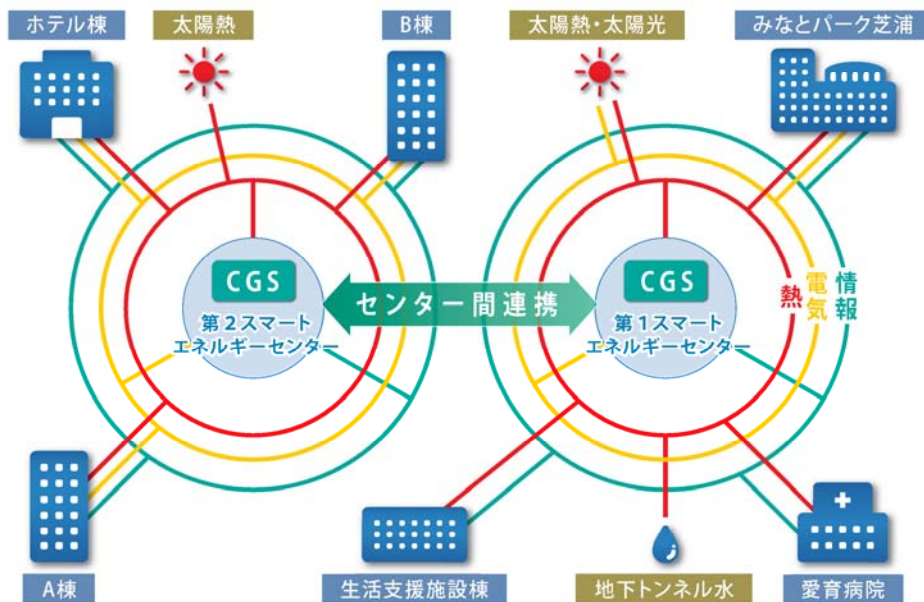 ホテル棟
太陽熱
B棟
太陽熱・太陽光
みなとパーク芝浦
CGS
第2スマート
エネルギーセンター
センター間連携
CGS
第1スマート
エネルギーセンター
熱
電気
情報
A棟
生活支援施設棟
地下トンネル水
愛育病院